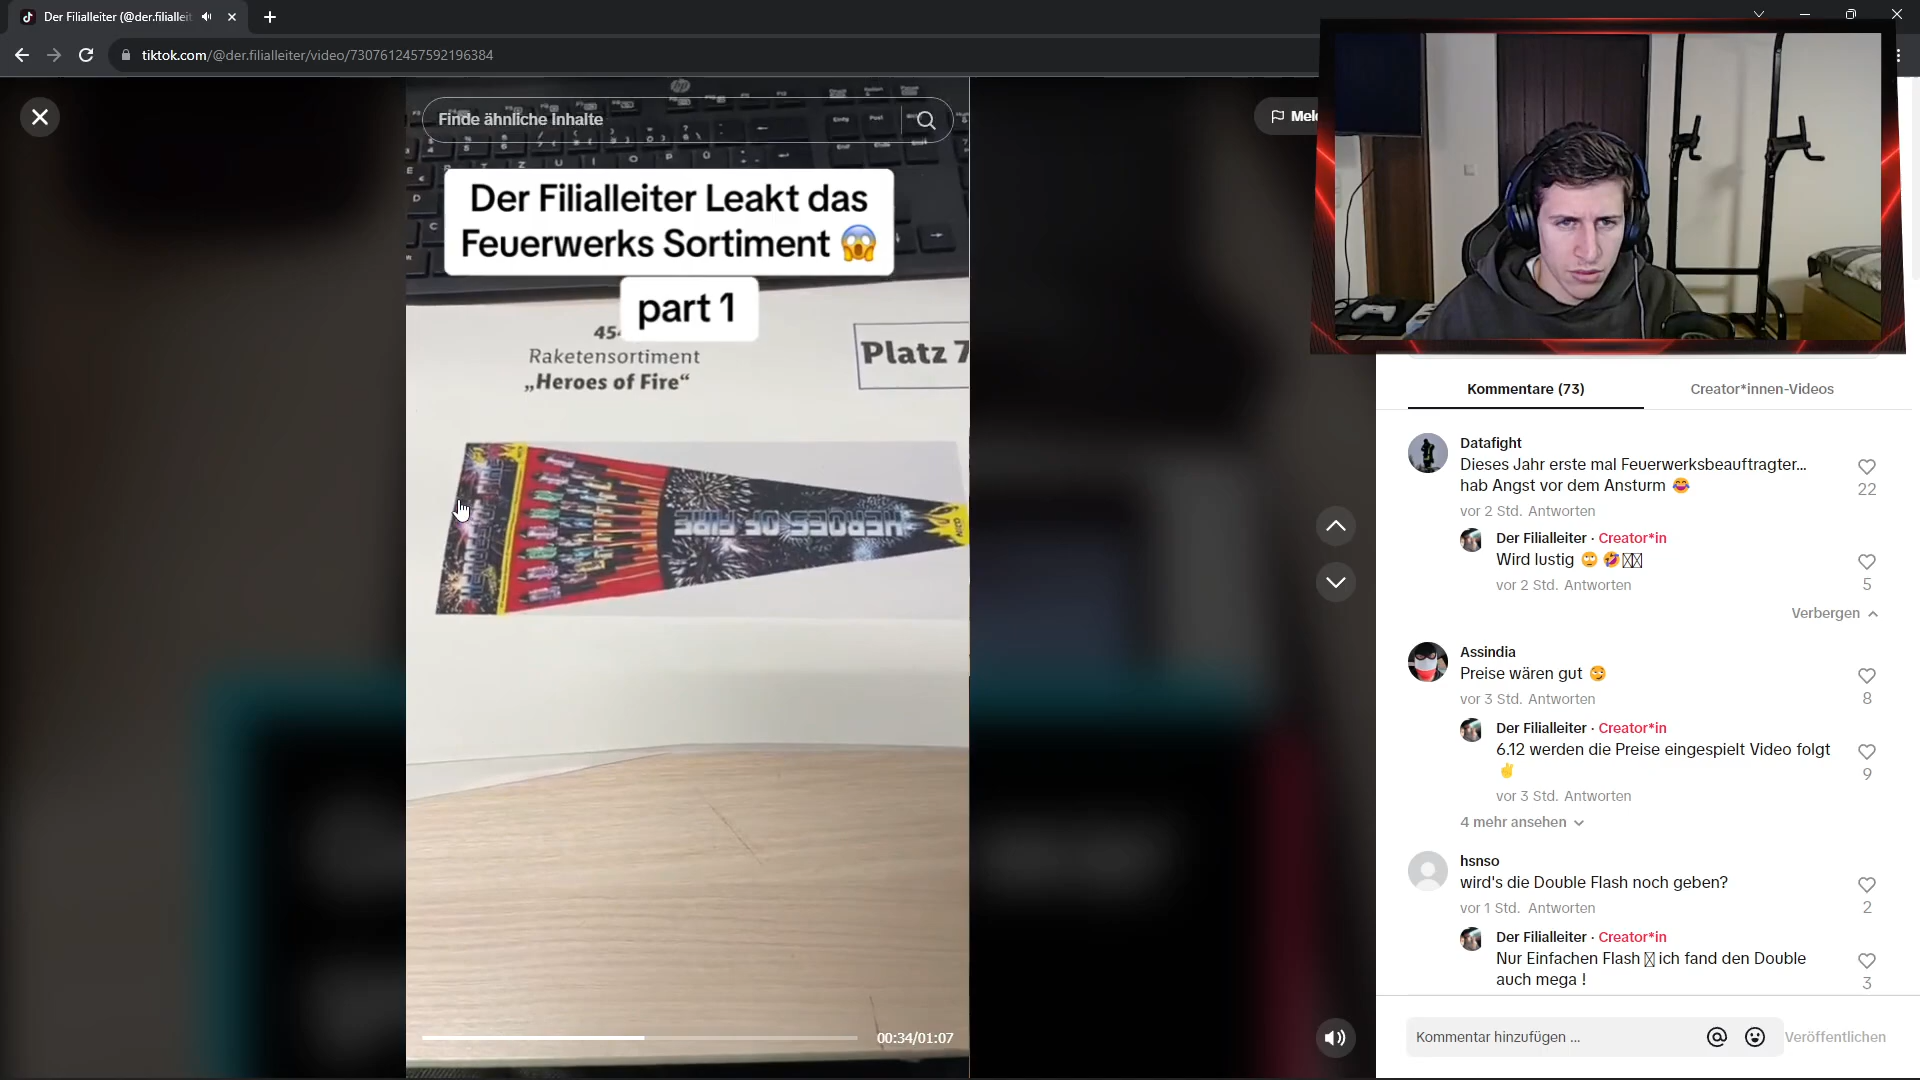 Der Filialleiter (@der.filialleit
tiktok.com/@der.filialleiter/video/7307612457592196384
Finde ähnliche Inhalte
Mel
Der Filialleiter Leakt das
Feuerwerks Sortiment 😱
part 1
45
Raketensortiment
„Heroes of Fire“
Platz 7
HEROES OF FIRE
NICO
00:34/01:07
Kommentare (73)
Creator*innen-Videos
Datafight
Dieses Jahr erste mal Feuerwerksbeauftragter...
hab Angst vor dem Ansturm 😂
22
vor 2 Std. Antworten
Der Filialleiter · Creator*in
Wird lustig 🙄 🤣
5
vor 2 Std. Antworten
Verbergen
Assindia
Preise wären gut 😏
8
vor 3 Std. Antworten
Der Filialleiter · Creator*in
6.12 werden die Preise eingespielt Video folgt
✌
9
vor 3 Std. Antworten
4 mehr ansehen
hsnso
wird's die Double Flash noch geben?
2
vor 1 Std. Antworten
Der Filialleiter · Creator*in
Nur Einfachen Flash ich fand den Double
auch mega !
3
Kommentar hinzufügen ...
Veröffentlichen